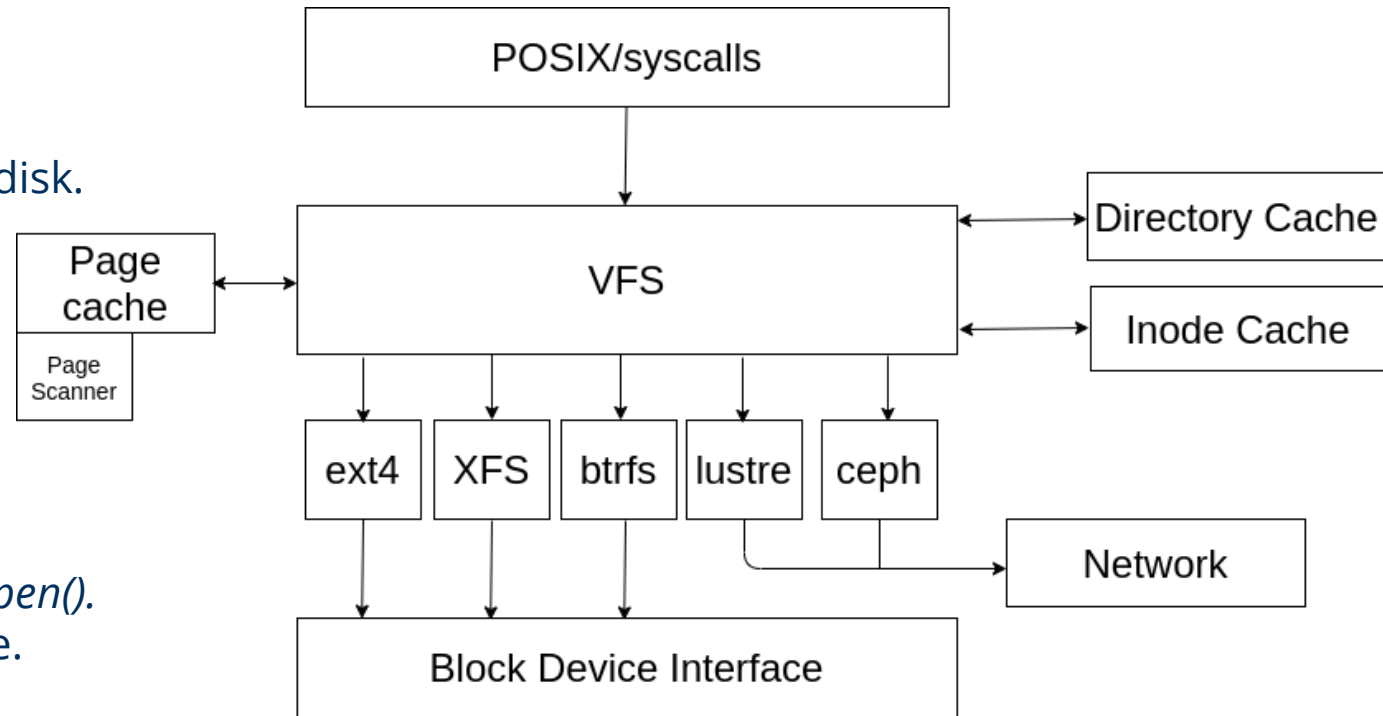 POSIX/syscalls
disk.
Directory Cache
Page
cache
VFS
Inode Cache
Page
Scanner
ext4
XFS
btrfs
lustre
ceph
Network
pen().
e.
Block Device Interface